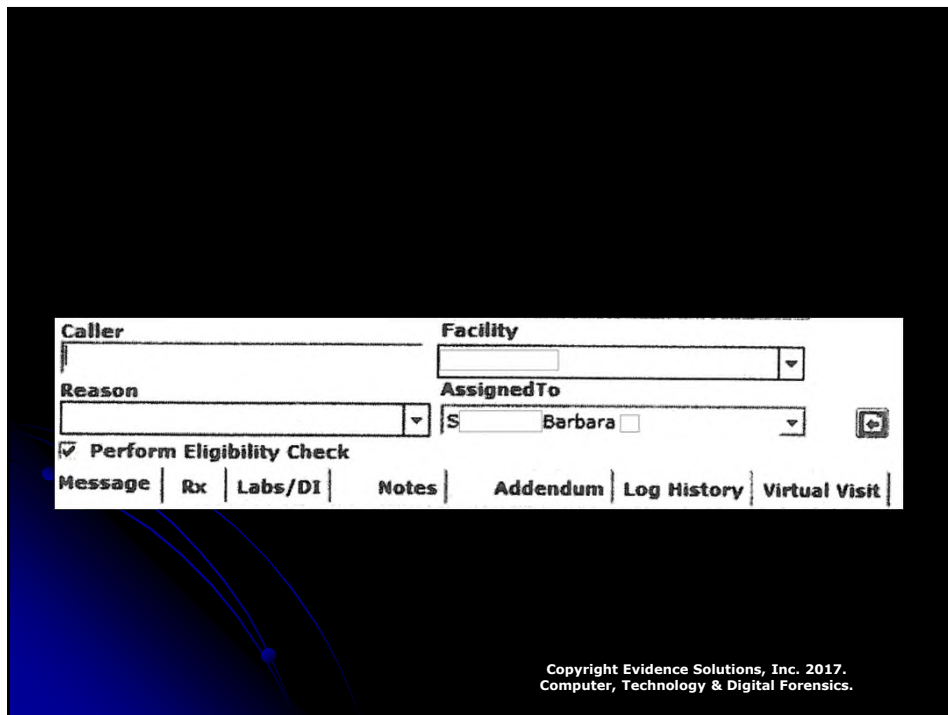 Caller Facility
Reason AssignedTo
S Barbara
Perform Eligibility Check
Message Rx Labs/DI Notes Addendum Log History Virtual Visit
Copyright Evidence Solutions, Inc. 2017.
Computer, Technology & Digital Forensics.